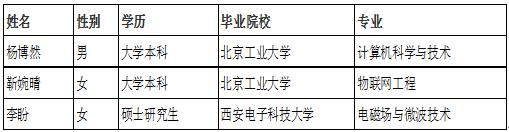 姓名 性别 学历 毕业院校 专业
杨博然 男 大学本科 北京工业大学 计算机科学与技术
靳婉晴 女 大学本科 北京工业大学 物联网工程
李盼 女 硕士研究生 西安电子科技大学 电磁场与微波技术